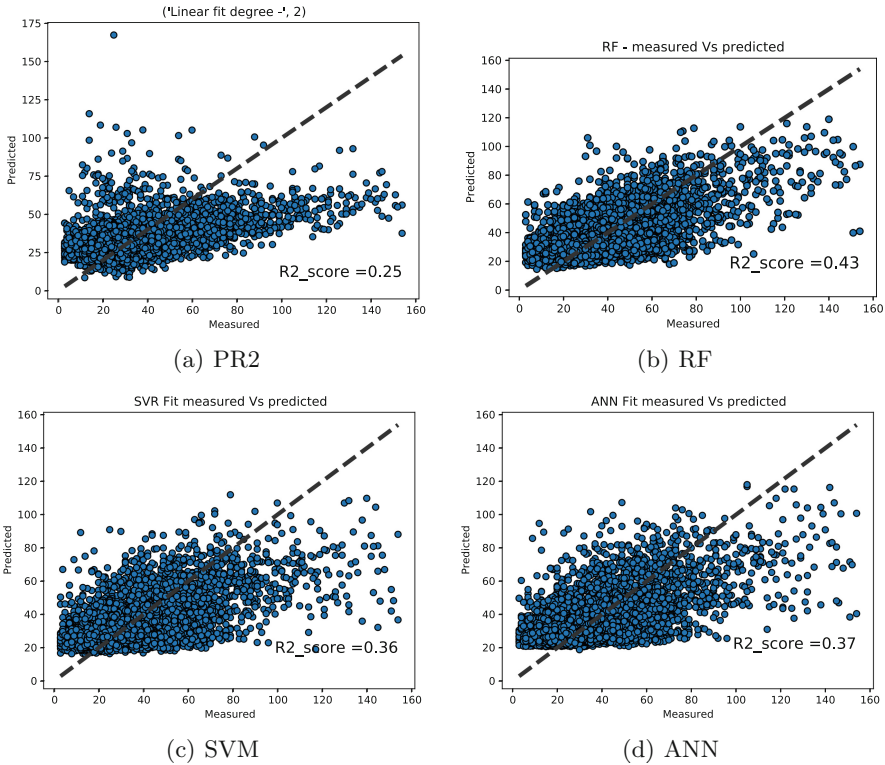 ('Linear fit degree -', 2)
175
150
125
100
75
50
25
0
Predicted
R2_score =0.25
0 20 40 60 80 100 120 140 160
Measured
(a) PR2
RF - measured Vs predicted
160
140
120
100
80
60
40
20
0
Predicted
R2_score =0.43
0 20 40 60 80 100 120 140 160
Measured
(b) RF
SVR Fit measured Vs predicted
160
140
120
100
80
60
40
20
0
Predicted
R2_score =0.36
0 20 40 60 80 100 120 140 160
Measured
(c) SVM
ANN Fit measured Vs predicted
160
140
120
100
80
60
40
20
0
Predicted
R2_score =0.37
0 20 40 60 80 100 120 140 160
Measured
(d) ANN